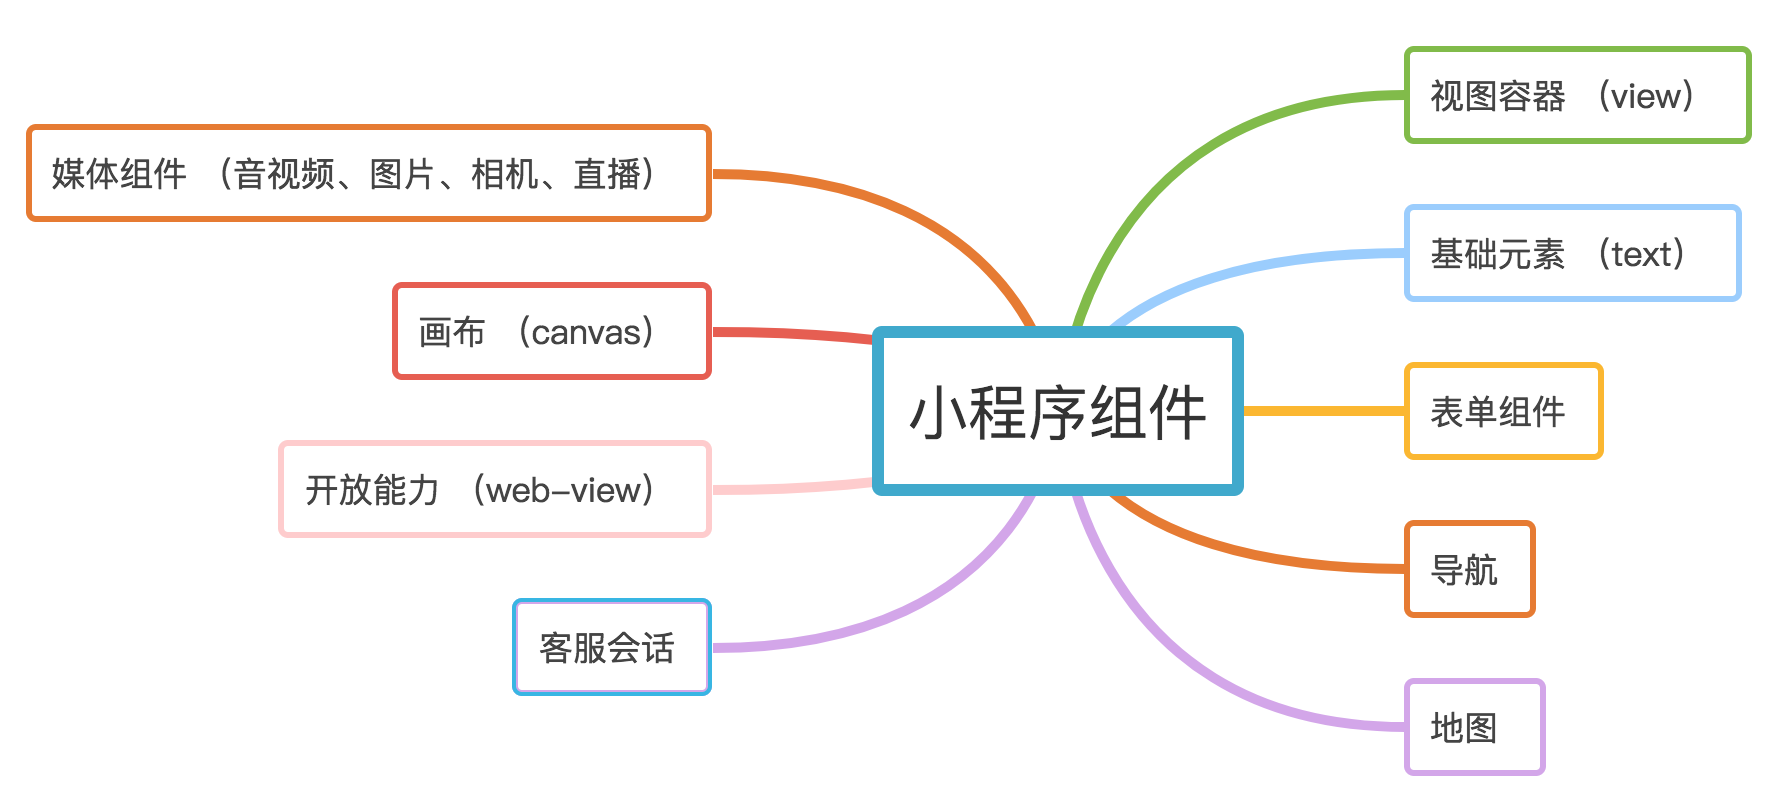 小程序组件
视图容器 （view）
基础元素 （text）
表单组件
导航
地图
媒体组件 （音视频、图片、相机、直播）
画布 （canvas）
开放能力 （web-view）
客服会话